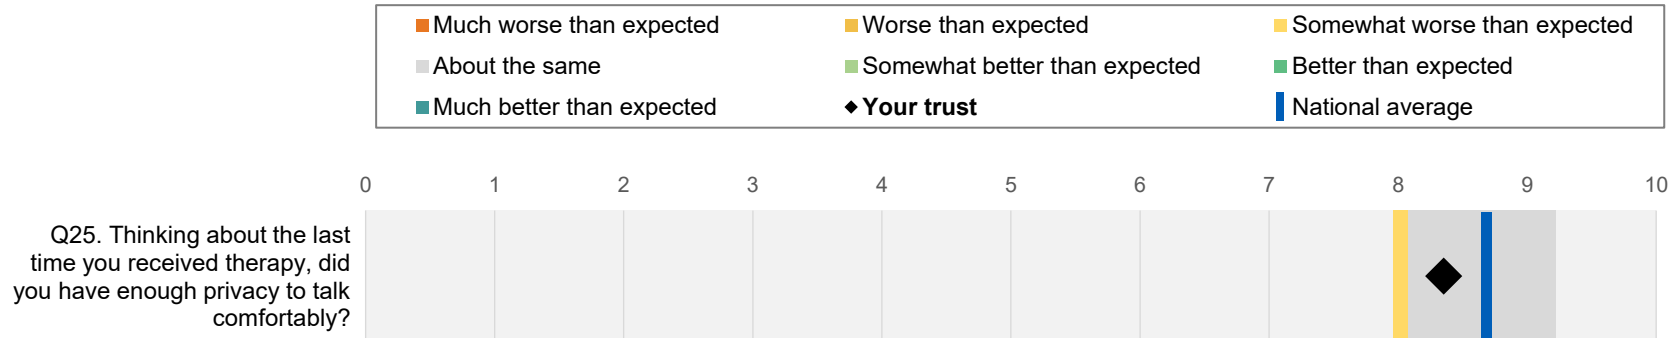 Much worse than expected Worse than expected Somewhat worse than expected
About the same Somewhat better than expected Better than expected
Much better than expected Your trust National average
0 1 2 3 4 5 6 7 8 9 10
Q25. Thinking about the last
time you received therapy, did
you have enough privacy to talk
comfortably?